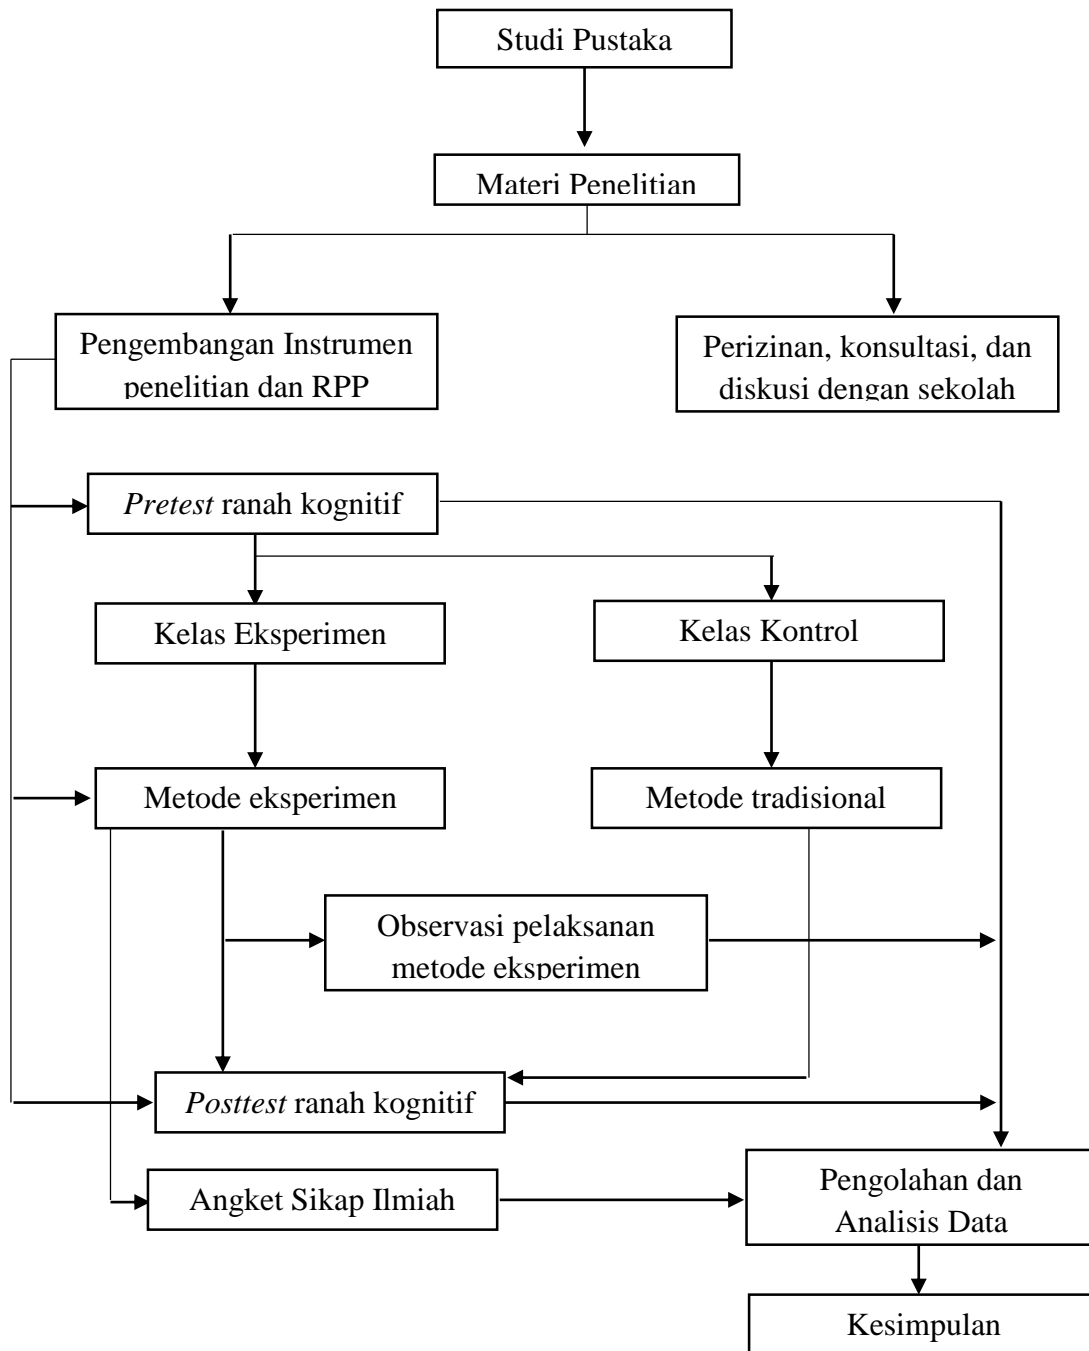 Studi Pustaka
Materi Penelitian
Pengembangan Instrumen
penelitian dan RPP
Perizinan, konsultasi, dan
diskusi dengan sekolah
Pretest ranah kognitif
Kelas Eksperimen
Kelas Kontrol
Metode eksperimen
Metode tradisional
Observasi pelaksanan
metode eksperimen
Posttest ranah kognitif
Angket Sikap Ilmiah
Pengolahan dan
Analisis Data
Kesimpulan